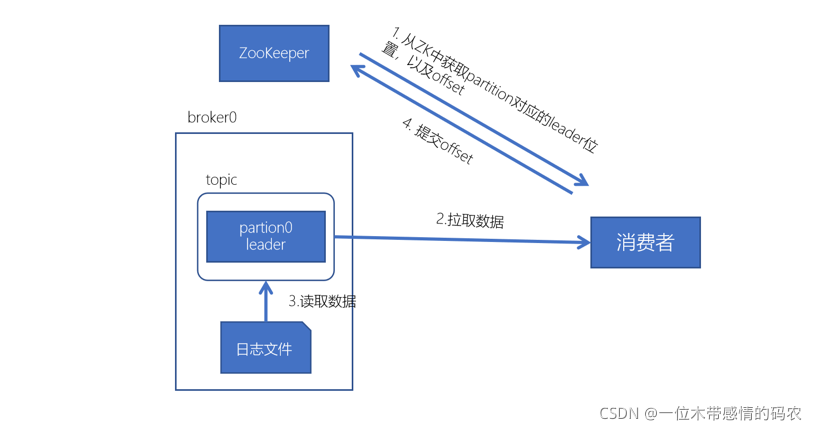 ZooKeeper
1. 从ZK中获取partition对应的leader位
置，以及offset
4. 提交offset
broker0
topic
partion0
leader
2.拉取数据
消费者
3.读取数据
日志文件
CSDN @一位木带感情的码农